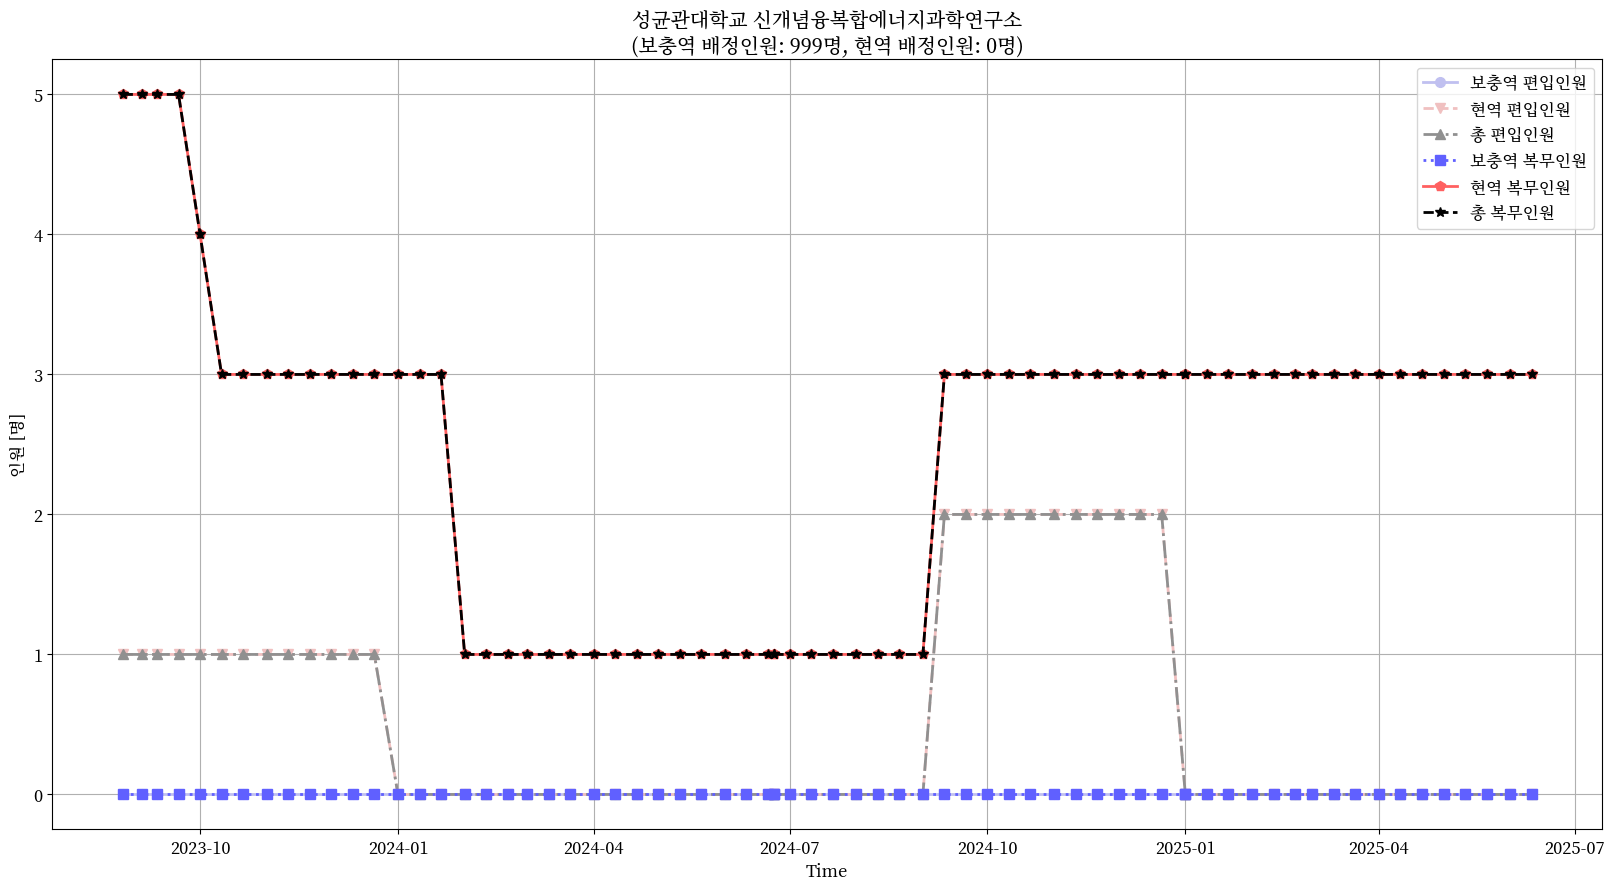 성균관대학교 신개념융복합에너지과학연구소
(보충역 배정인원: 999명, 현역 배정인원: 0명)
보충역 편입인원
현역 편입인원
총 편입인원
보충역 복무인원
현역 복무인원
총 복무인원
인원 [명]
5
4
3
2
1
0
2023-10
2024-01
2024-04
2024-07
2024-10
2025-01
2025-04
2025-07
Time